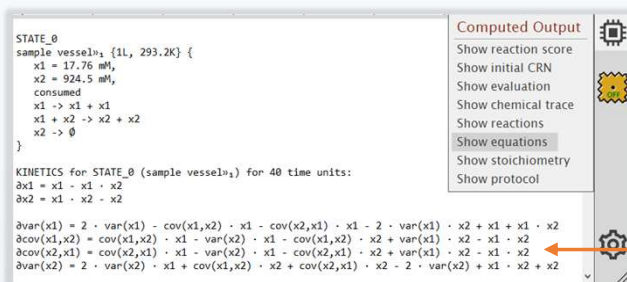 STATE_0
sample vessel»₁ {1L, 293.2K} {
x1 = 17.76 mM,
x2 = 924.5 mM,
consumed
x1 -> x1 + x1
x1 + x2 -> x2 + x2
x2 -> Ø
}
KINETICS for STATE_0 (sample vessel»₁) for 40 time units:
∂x1 = x1 - x1 · x2
∂x2 = x1 · x2 - x2
∂var(x1) = 2 · var(x1) - cov(x1,x2) · x1 - cov(x2,x1) · x1 - 2 · var(x1) · x2 + x1 + x1 · x2
∂cov(x1,x2) = cov(x1,x2) · x1 - var(x2) · x1 - cov(x1,x2) · x2 + var(x1) · x2 - x1 · x2
∂cov(x2,x1) = cov(x2,x1) · x1 - var(x2) · x1 - cov(x2,x1) · x2 + var(x1) · x2 - x1 · x2
∂var(x2) = 2 · var(x2) · x1 + cov(x1,x2) · x2 + cov(x2,x1) · x2 - 2 · var(x2) + x1 · x2 + x2
Computed Output
Show reaction score
Show initial CRN
Show evaluation
Show chemical trace
Show reactions
Show equations
Show stoichiometry
Show protocol
OFF